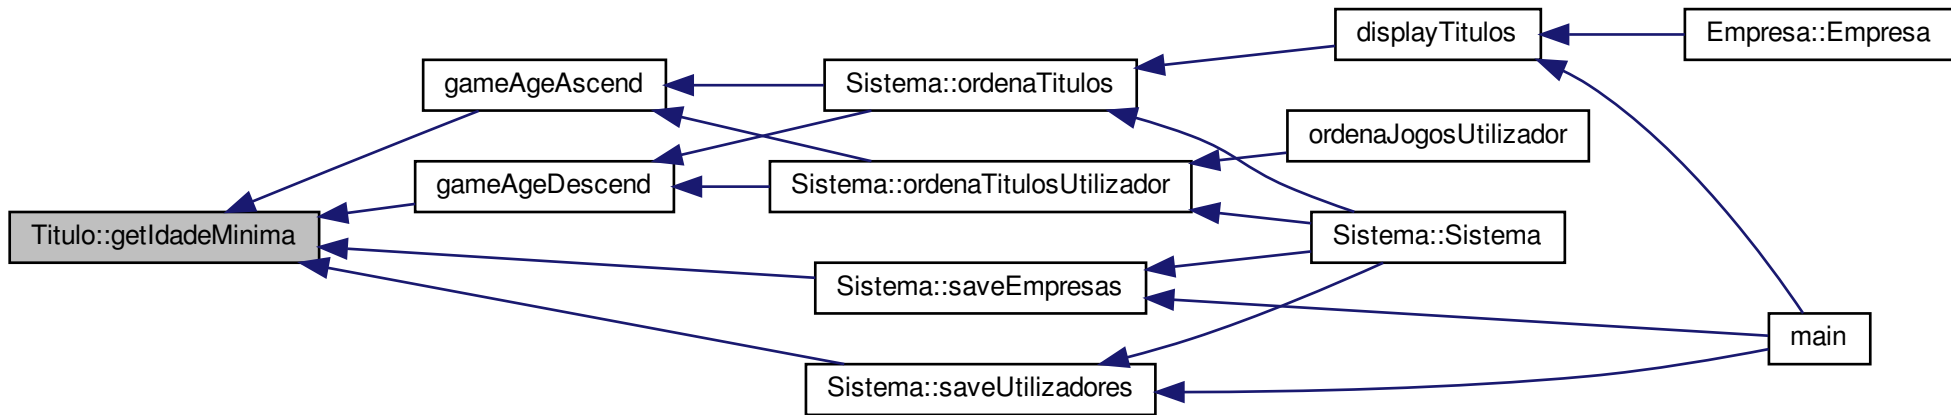 displayTitulos
Empresa::Empresa
gameAgeAscend
Sistema::ordenaTitulos
ordenaJogosUtilizador
gameAgeDescend
Sistema::ordenaTitulosUtilizador
Titulo::getIdadeMinima
Sistema::Sistema
Sistema::saveEmpresas
main
Sistema::saveUtilizadores